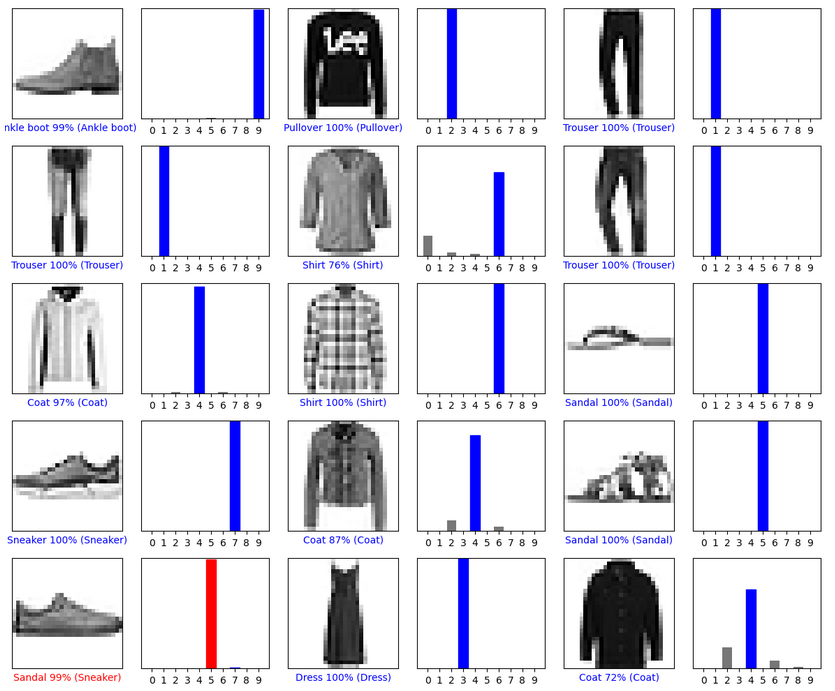 Lee
0 1 2 3 4 5 6 7 8 9
0 1 2 3 4 5 6 7 8 9
0 1 2 3 4 5 6 7 8 9
nkle boot 99% (Ankle boot)
Pullover 100% (Pullover)
Trouser 100% (Trouser)
0 1 2 3 4 5 6 7 8 9
0 1 2 3 4 5 6 7 8 9
0 1 2 3 4 5 6 7 8 9
Trouser 100% (Trouser)
Shirt 76% (Shirt)
Trouser 100% (Trouser)
0 1 2 3 4 5 6 7 8 9
0 1 2 3 4 5 6 7 8 9
0 1 2 3 4 5 6 7 8 9
Coat 97% (Coat)
Shirt 100% (Shirt)
Sandal 100% (Sandal)
0 1 2 3 4 5 6 7 8 9
0 1 2 3 4 5 6 7 8 9
0 1 2 3 4 5 6 7 8 9
Sneaker 100% (Sneaker)
Coat 87% (Coat)
Sandal 100% (Sandal)
0 1 2 3 4 5 6 7 8 9
0 1 2 3 4 5 6 7 8 9
0 1 2 3 4 5 6 7 8 9
Sandal 99% (Sneaker)
Dress 100% (Dress)
Coat 72% (Coat)